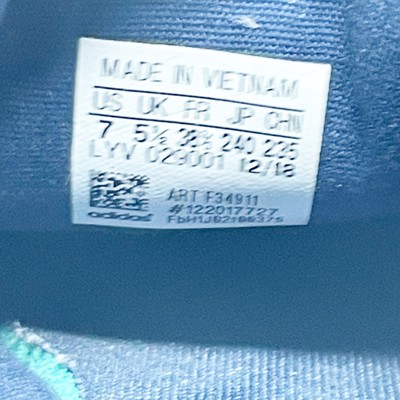 MADE IN VIETNAM
US UK FR JP CHN
7 5½ 38⅔ 240 235
LYV 029001 12/18
ART F34911
#122017727
adidas